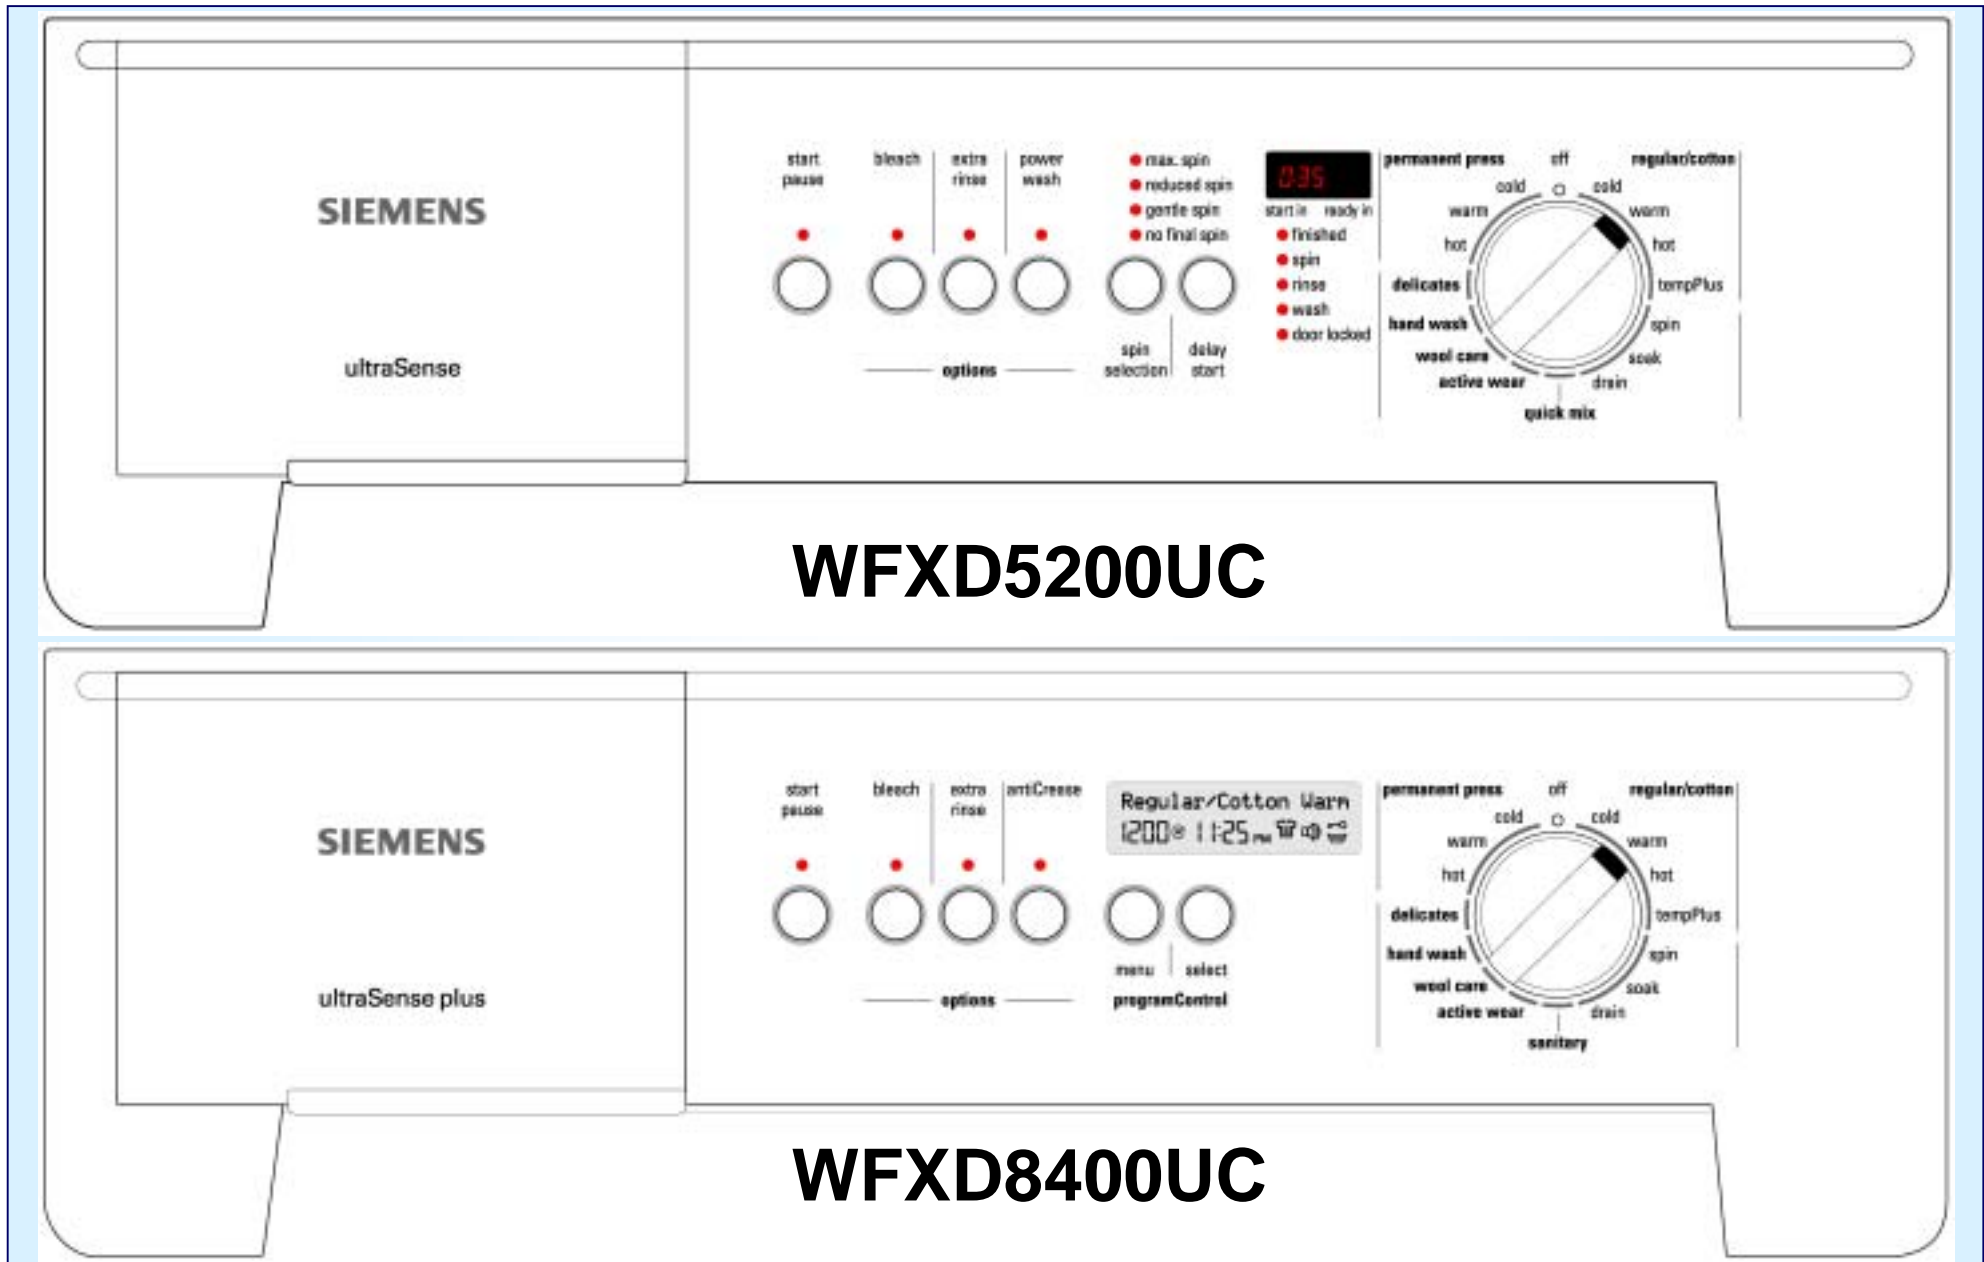 start
pause
bleach
extra
rinse
power
wash
max. spin
reduced spin
gentle spin
no final spin
0:35
start in ready in
finished
spin
rinse
wash
door locked
SIEMENS
ultraSense
options
spin
selection
delay
start
permanent press
off
regular/cotton
cold
cold
warm
warm
hot
hot
delicates
tempPlus
hand wash
spin
wool care
soak
active wear
drain
quick mix
WFXD5200UC
start
pause
bleach
extra
rinse
antiCrease
Regular/Cotton Warm
1200 11:25 PM
SIEMENS
ultraSense plus
options
menu
select
programControl
permanent press
off
regular/cotton
cold
cold
warm
warm
hot
hot
delicates
tempPlus
hand wash
spin
wool care
soak
active wear
drain
sanitary
WFXD8400UC